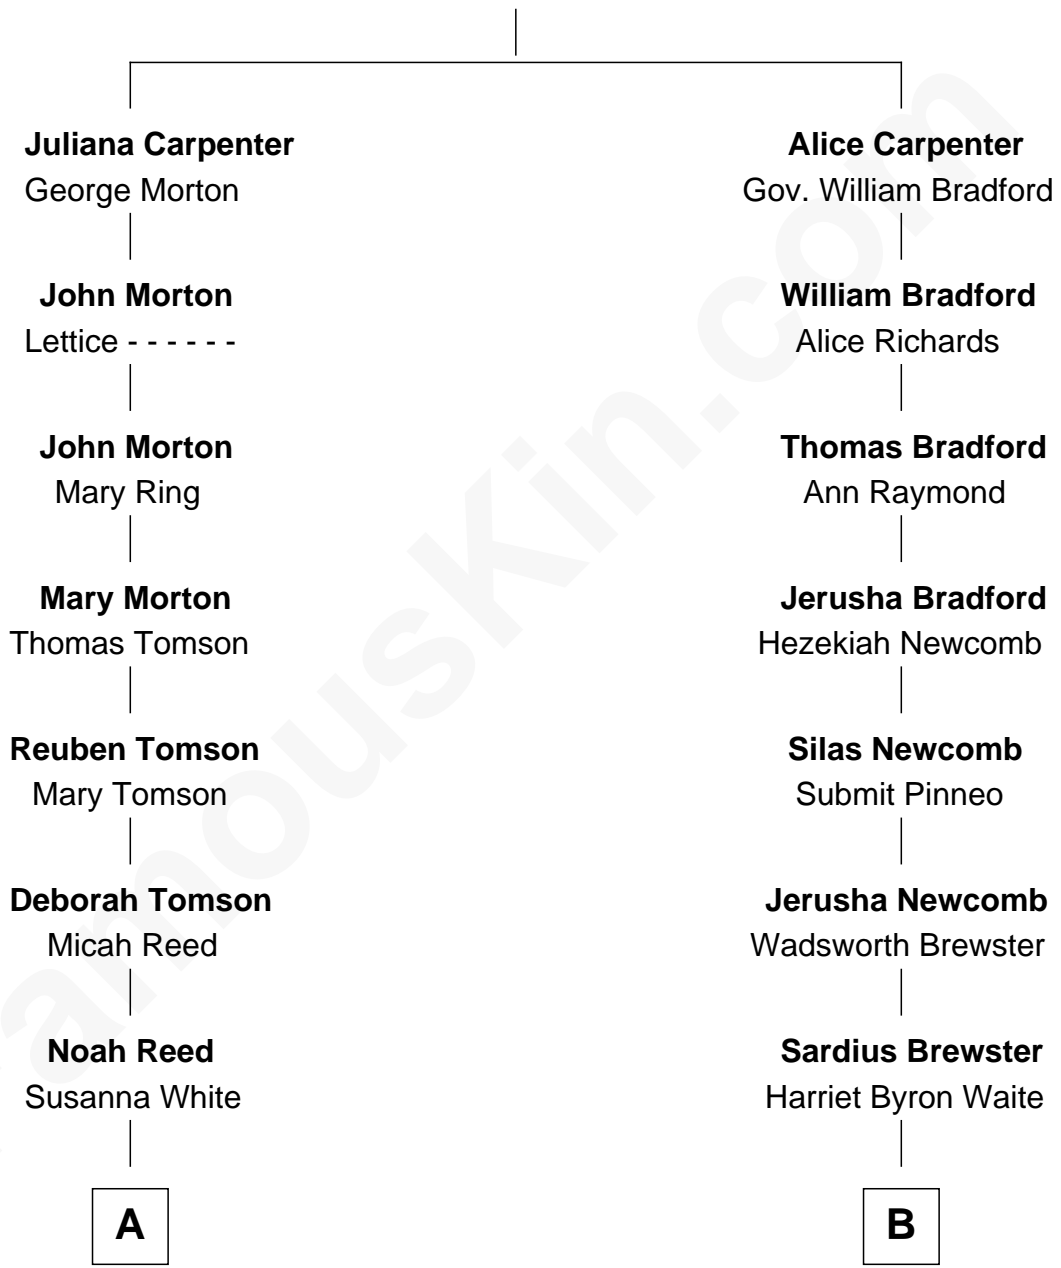 Juliana Carpenter
George Morton
Alice Carpenter
Gov. William Bradford
John Morton
Lettice - - - - - -
William Bradford
Alice Richards
John Morton
Mary Ring
Thomas Bradford
Ann Raymond
Mary Morton
Thomas Tomson
Jerusha Bradford
Hezekiah Newcomb
Reuben Tomson
Mary Tomson
Silas Newcomb
Submit Pinneo
Deborah Tomson
Micah Reed
Jerusha Newcomb
Wadsworth Brewster
Noah Reed
Susanna White
Sardius Brewster
Harriet Byron Waite
A
B
amousKin.com